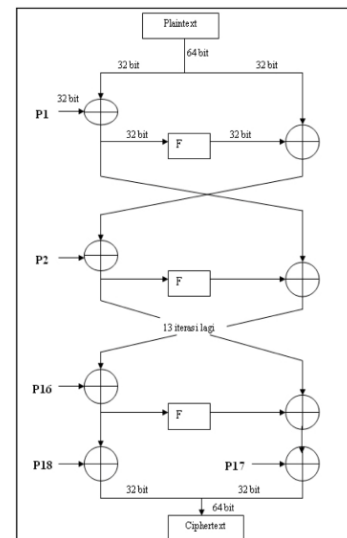 Plaintext
64 bit
32 bit 32 bit
32 bit
P1
32 bit F 32 bit
P2
F
13 iterasi lagi
P16
F
P18 P17
32 bit 32 bit
64 bit
Ciphertext